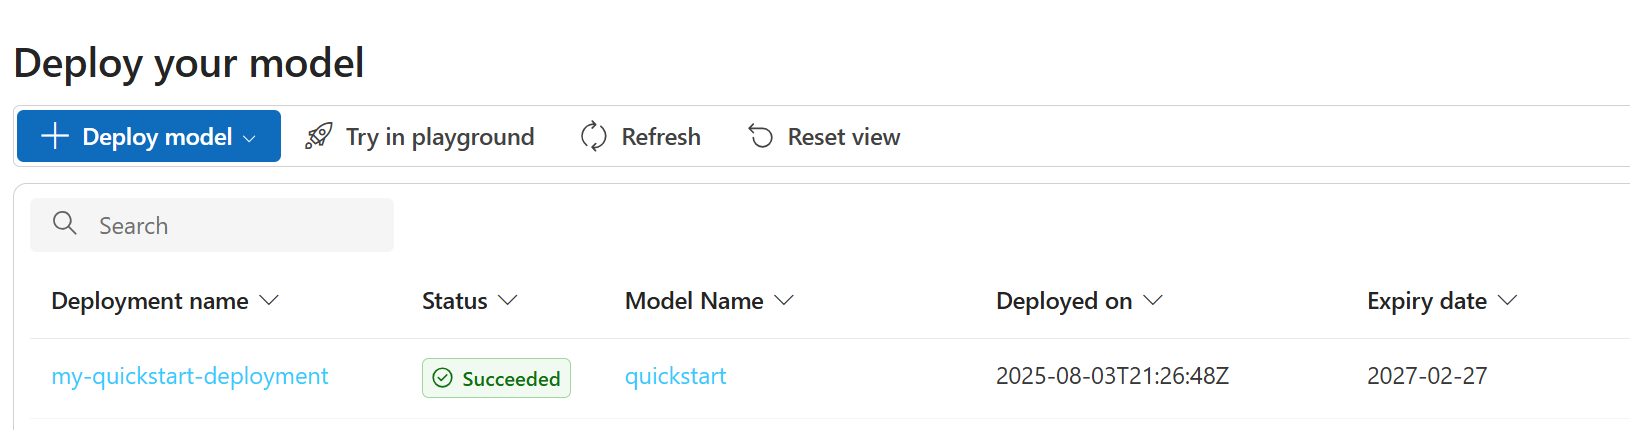 Deploy your model
Deploy model Try in playground Refresh Reset view
Search
Deployment name Status Model Name Deployed on Expiry date
my-quickstart-deployment Succeeded quickstart 2025-08-03T21:26:48Z 2027-02-27